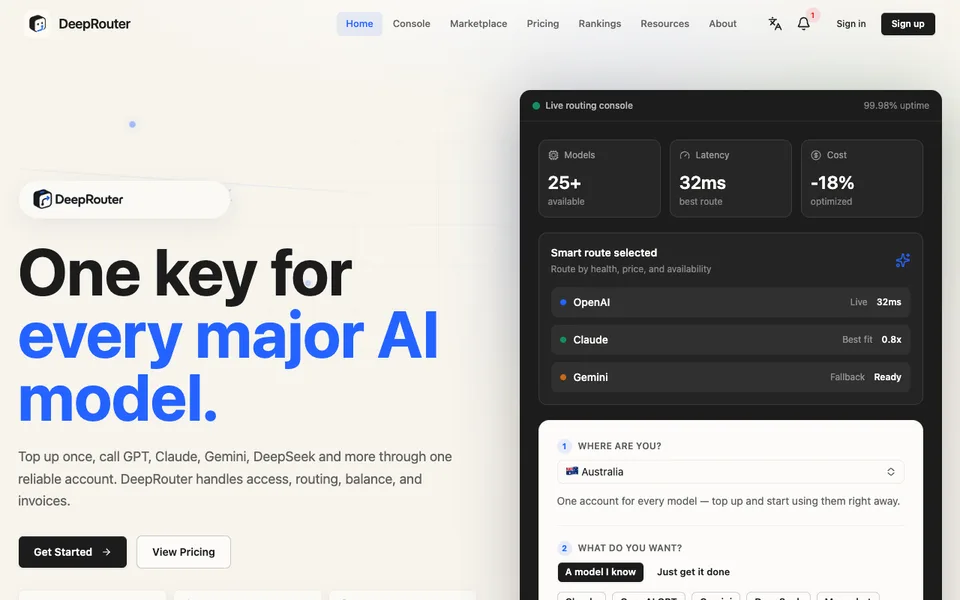 DeepRouter
Home
Console
Marketplace
Pricing
Rankings
Resources
About
1
Sign in
Sign up
DeepRouter
One key for
every major AI
model.
Top up once, call GPT, Claude, Gemini, DeepSeek and more through one
reliable account. DeepRouter handles access, routing, balance, and
invoices.
Get Started →
View Pricing
Live routing console
99.98% uptime
Models
25+
available
Latency
32ms
best route
Cost
-18%
optimized
Smart route selected
Route by health, price, and availability
OpenAI
Live 32ms
Claude
Best fit 0.8x
Gemini
Fallback Ready
1 WHERE ARE YOU?
Australia
One account for every model — top up and start using them right away.
2 WHAT DO YOU WANT?
A model I know
Just get it done